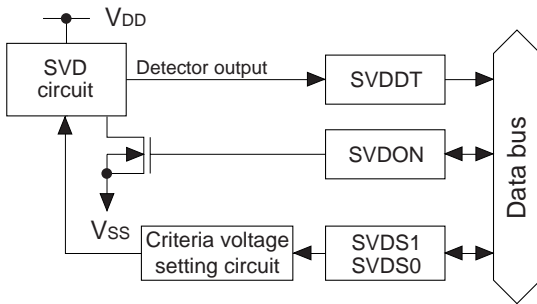 VDD
SVD
circuit
Detector output
SVDDT
SVDON
VSS
Criteria voltage
setting circuit
SVDS1
SVDS0
Data bus